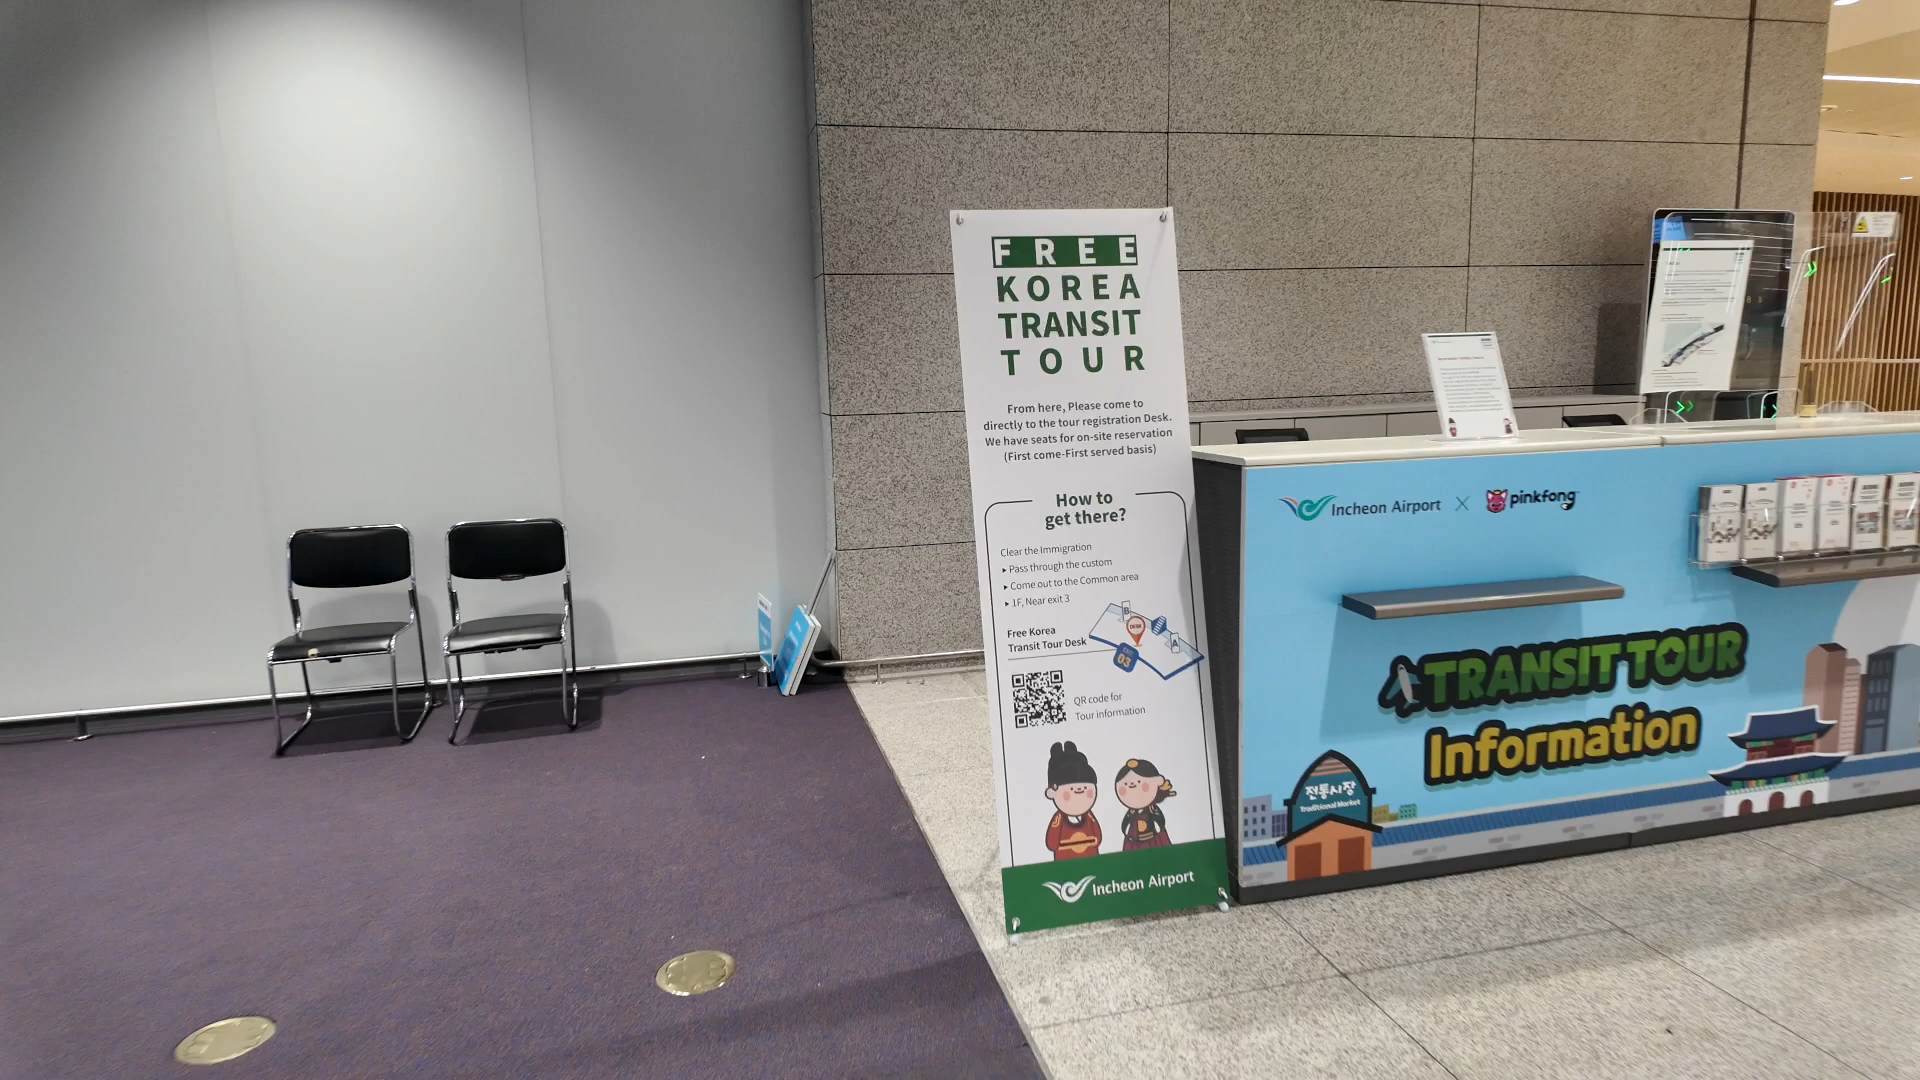 FREE
KOREA
TRANSIT
TOUR
From here, Please come to
directly to the tour registration Desk.
We have seats for on-site reservation
(First come-First served basis)
How to
get there?
Clear the Immigration
▸ Pass through the custom
▸ Come out to the Common area
▸ 1F, Near exit 3
Free Korea
Transit Tour Desk
B
DESK
A
EXIT
03
QR code for
Tour information
Incheon Airport
Incheon Airport × pinkfong
TRANSIT TOUR
Information
전통시장
Traditional Market